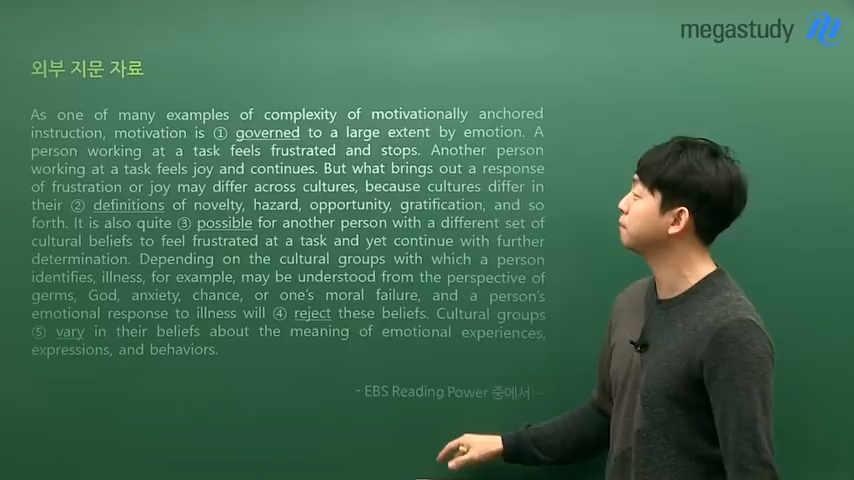 megastudy
외부 지문 자료
As one of many examples of complexity of motivationally anchored
instruction, motivation is ① governed to a large extent by emotion. A
person working at a task feels frustrated and stops. Another person
working at a task feels joy and continues. But what brings out a response
of frustration or joy may differ across cultures, because cultures differ in
their ② definitions of novelty, hazard, opportunity, gratification, and so
forth. It is also quite ③ possible for another person with a different set of
cultural beliefs to feel frustrated at a task and yet continue with further
determination. Depending on the cultural groups with which a person
identifies, illness, for example, may be understood from the perspective of
germs, God, anxiety, chance, or one's moral failure, and a person's
emotional response to illness will ④ reject these beliefs. Cultural groups
⑤ vary in their beliefs about the meaning of emotional experiences,
expressions, and behaviors.
- EBS Reading Power 중에서 -